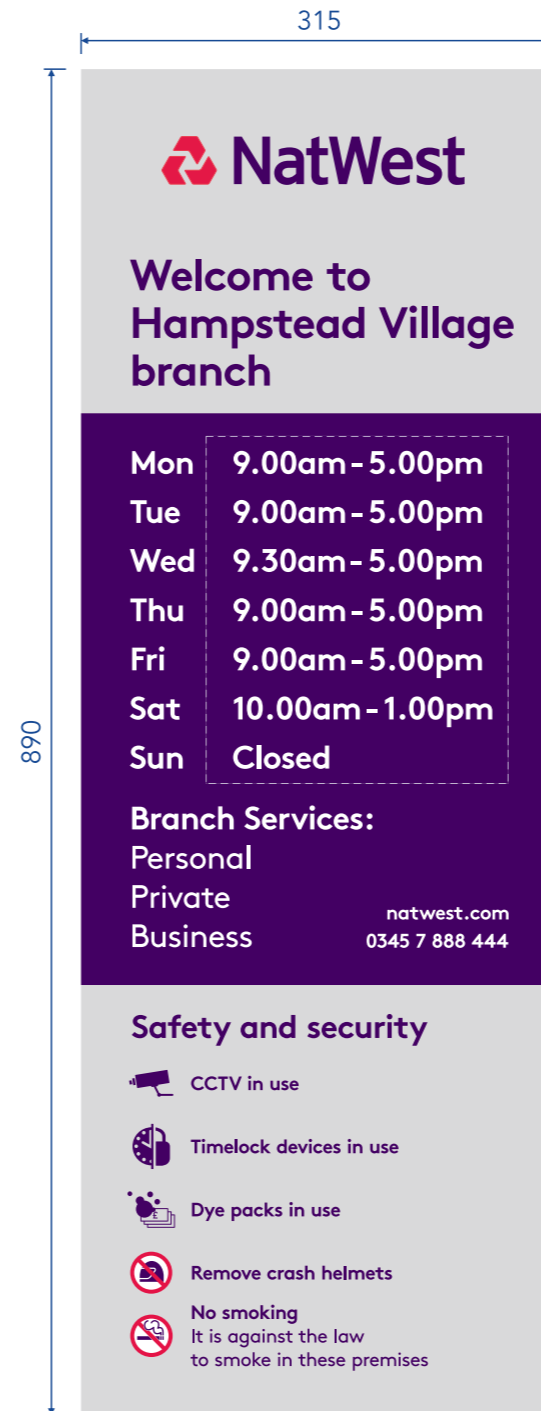 315
890
NatWest
Welcome to
Hampstead Village
branch
Mon 9.00am-5.00pm
Tue 9.00am-5.00pm
Wed 9.30am-5.00pm
Thu 9.00am-5.00pm
Fri 9.00am-5.00pm
Sat 10.00am-1.00pm
Sun Closed
Branch Services:
Personal
Private
Business
natwest.com
0345 7 888 444
Safety and security
CCTV in use
Timelock devices in use
Dye packs in use
Remove crash helmets
No smoking
It is against the law
to smoke in these premises